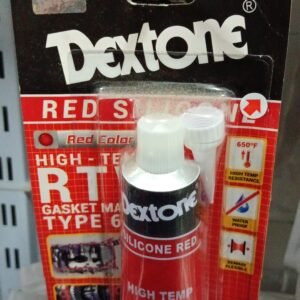 DEXTONE ®
RED S
Red Color
HIGH - TE
650°F
HIGH TEMP
RESISTANCE
RT
GASKET MA
TYPE 6
WATER
PROOF
FLEXIBLE
DEXTONE
SILICONE RED
HIGH TEMP